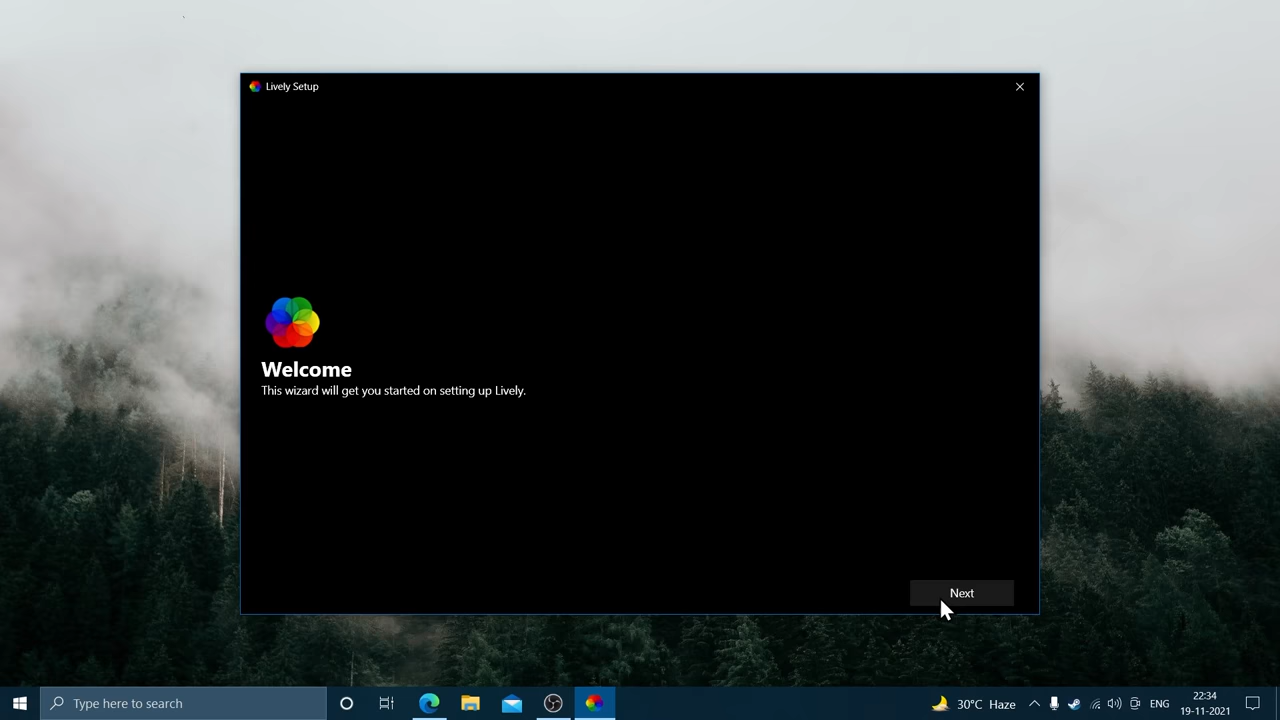 Lively Setup
Welcome
This wizard will get you started on setting up Lively.
Next
Type here to search
30°C Haze
ENG
22:34
19-11-2021